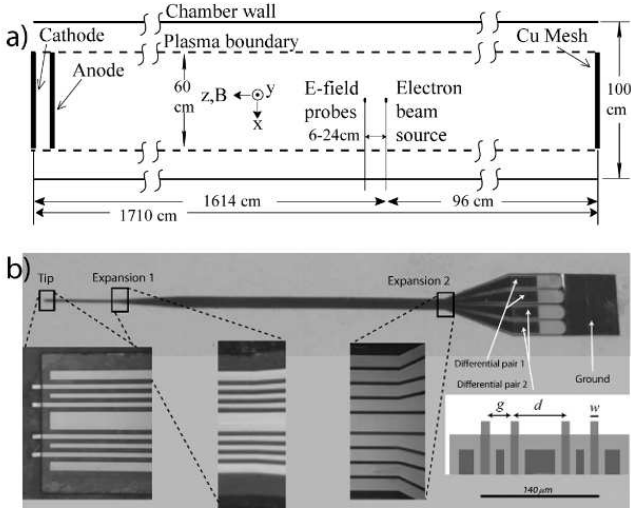 a)
Chamber wall
Cathode
Plasma boundary
Cu Mesh
Anode
60
cm
z,B
y
x
E-field
probes
6-24cm
Electron
beam
source
100
cm
1614 cm
96 cm
1710 cm
b)
Tip
Expansion 1
Expansion 2
Differential pair 1
Differential pair 2
Ground
g
d
w
140 μm